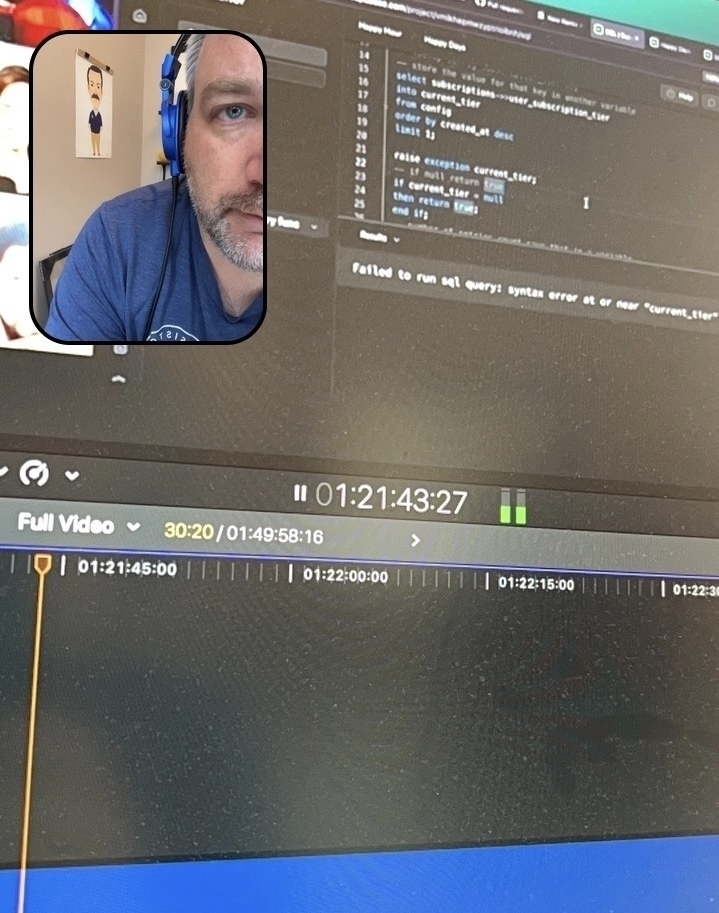 Happy Hour
Happy Days
14
15 -- store the value for that key in another variable
16 select subscriptions->>user_subscription_tier
17 into current_tier
18 from config
19 order by created_at desc
20 limit 1;
21
22 raise exception current_tier;
23 -- if null return true
24 if current_tier = null
25 then return true;
end if;
Help
Results
Failed to run sql query: syntax error at or near "current_tier"
01:21:43:27
Full Video
30:20 / 01:49:58:16
01:21:45:00
01:22:00:00
01:22:15:00
01:22:30